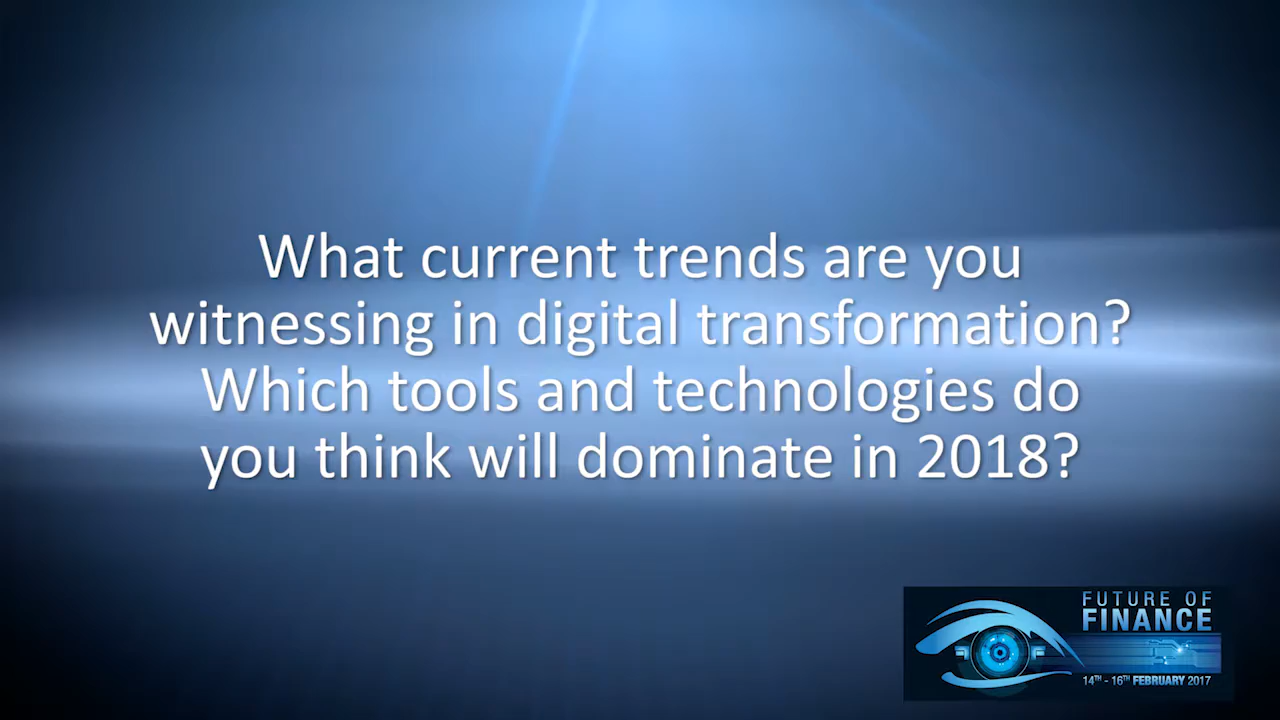 What current trends are you
witnessing in digital transformation?
Which tools and technologies do
you think will dominate in 2018?
FUTURE OF
FINANCE
14TH - 16TH FEBRUARY 2017